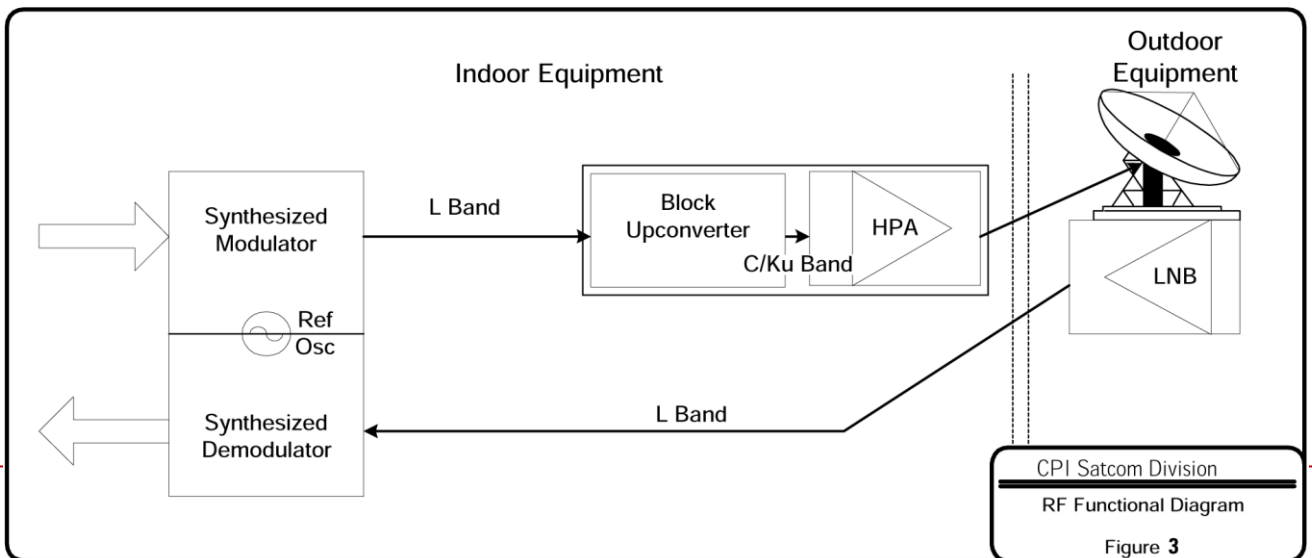 Indoor Equipment
Outdoor
Equipment
Synthesized
Modulator
L Band
Block
Upconverter
C/Ku Band
HPA
LNB
Ref
Osc
Synthesized
Demodulator
L Band
CPI Satcom Division
RF Functional Diagram
Figure 3